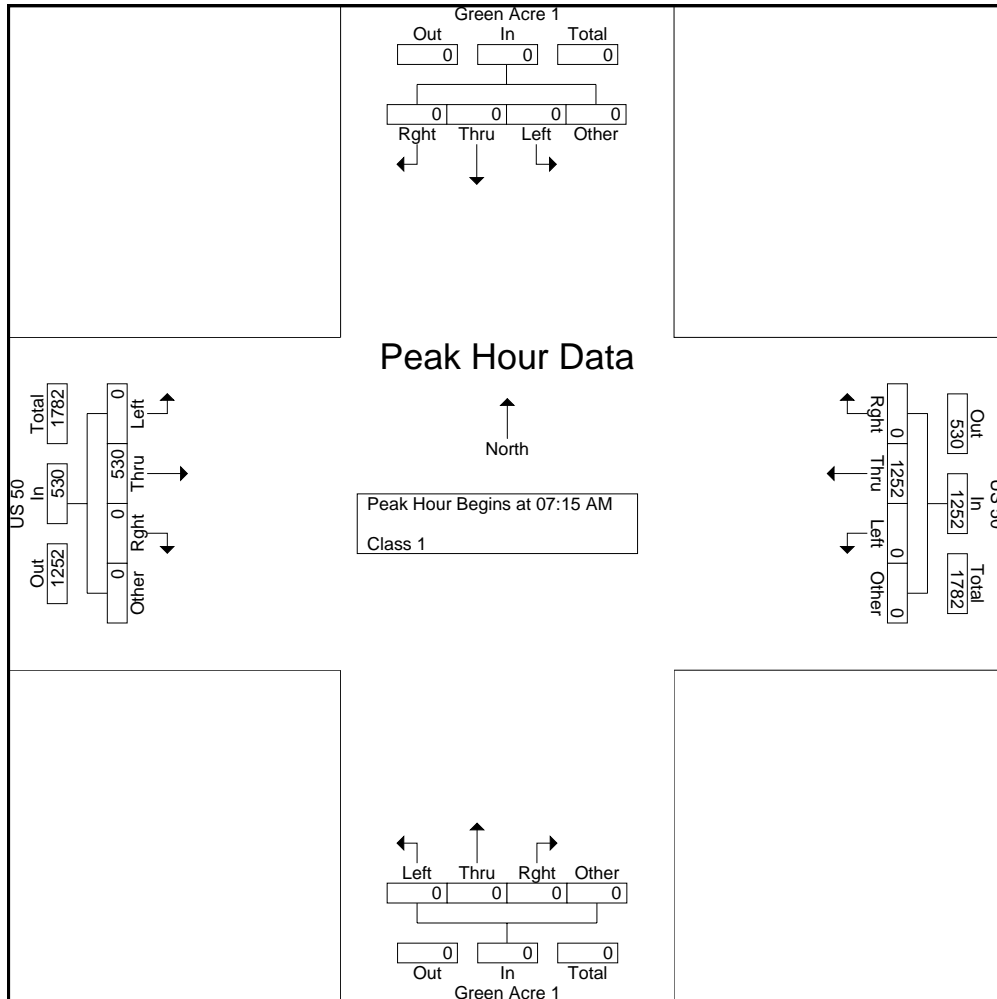 Green Acre 1
Out In Total
0 0 0
0 0 0 0
Rght Thru Left Other
Peak Hour Data
North
Peak Hour Begins at 07:15 AM
Class 1
US 50
Out In Total
1252 530 1782
Left Thru Rght Other
0 530 0 0
Out In Total
530 1252 1782
Rght Thru Left Other
0 1252 0 0
Left Thru Rght Other
0 0 0 0
0 0 0
Out In Total
Green Acre 1